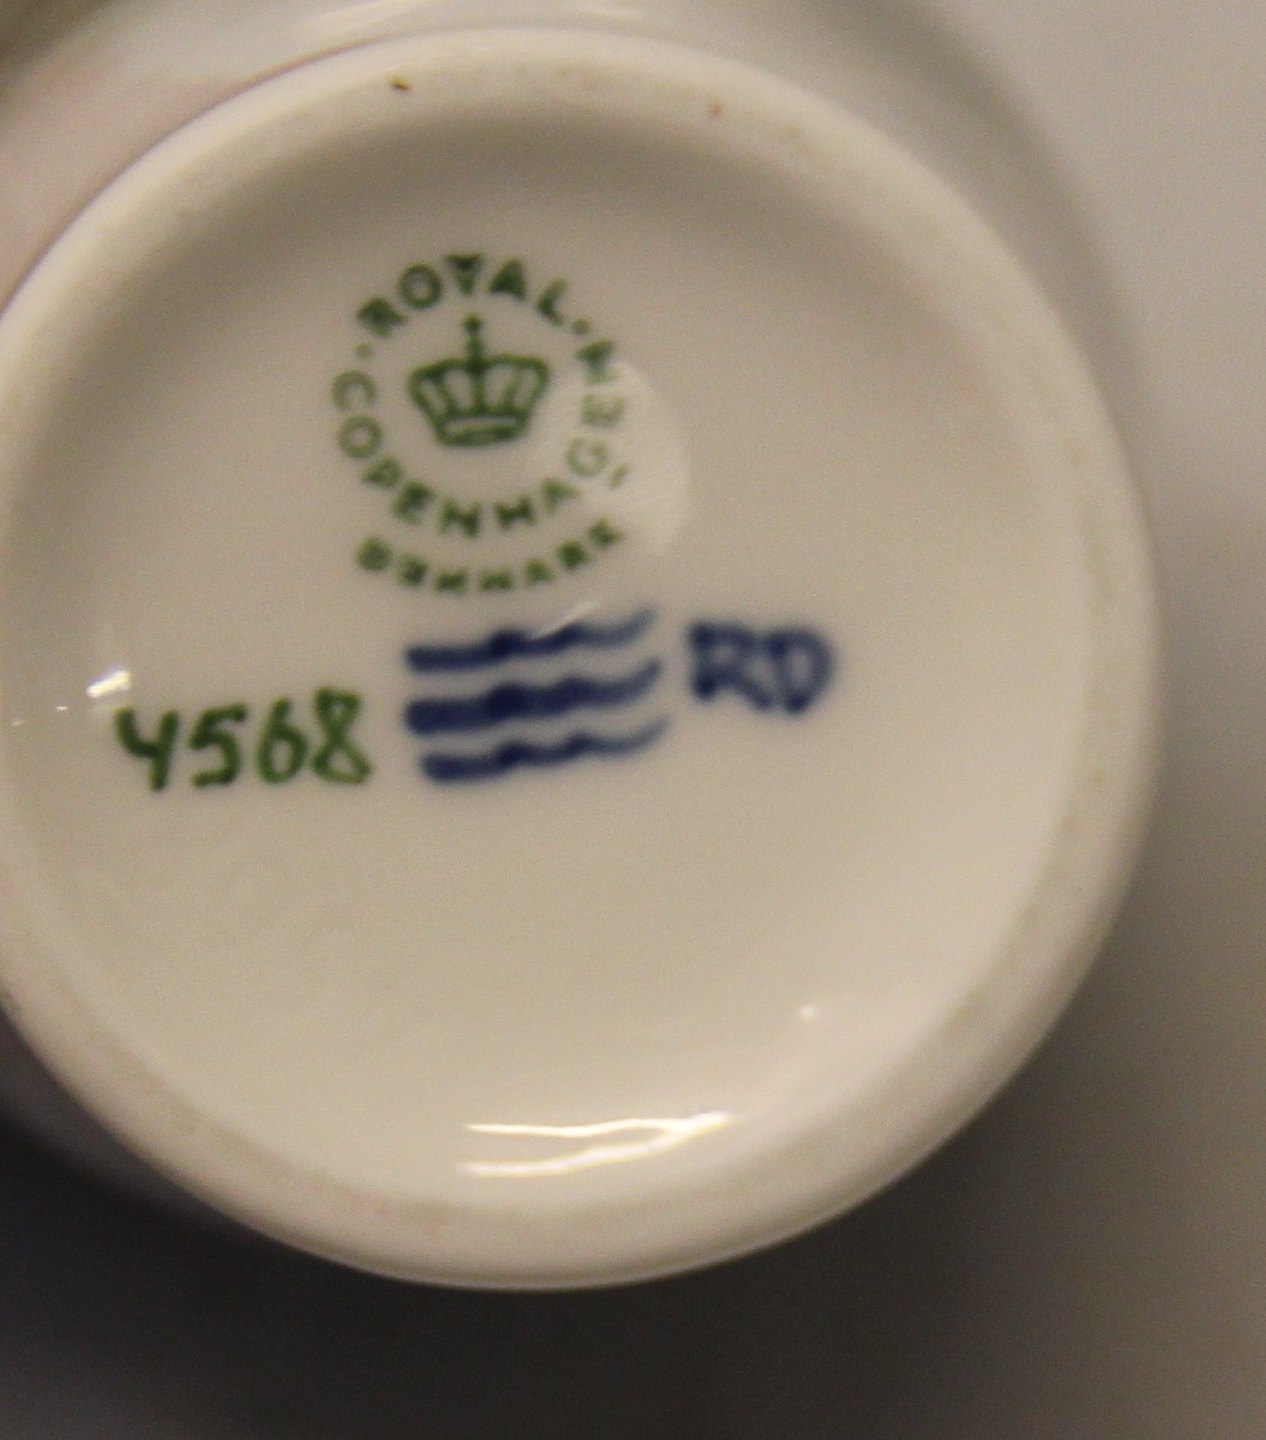 ROYAL
COPENHAGEN
DENMARK
4568 RD